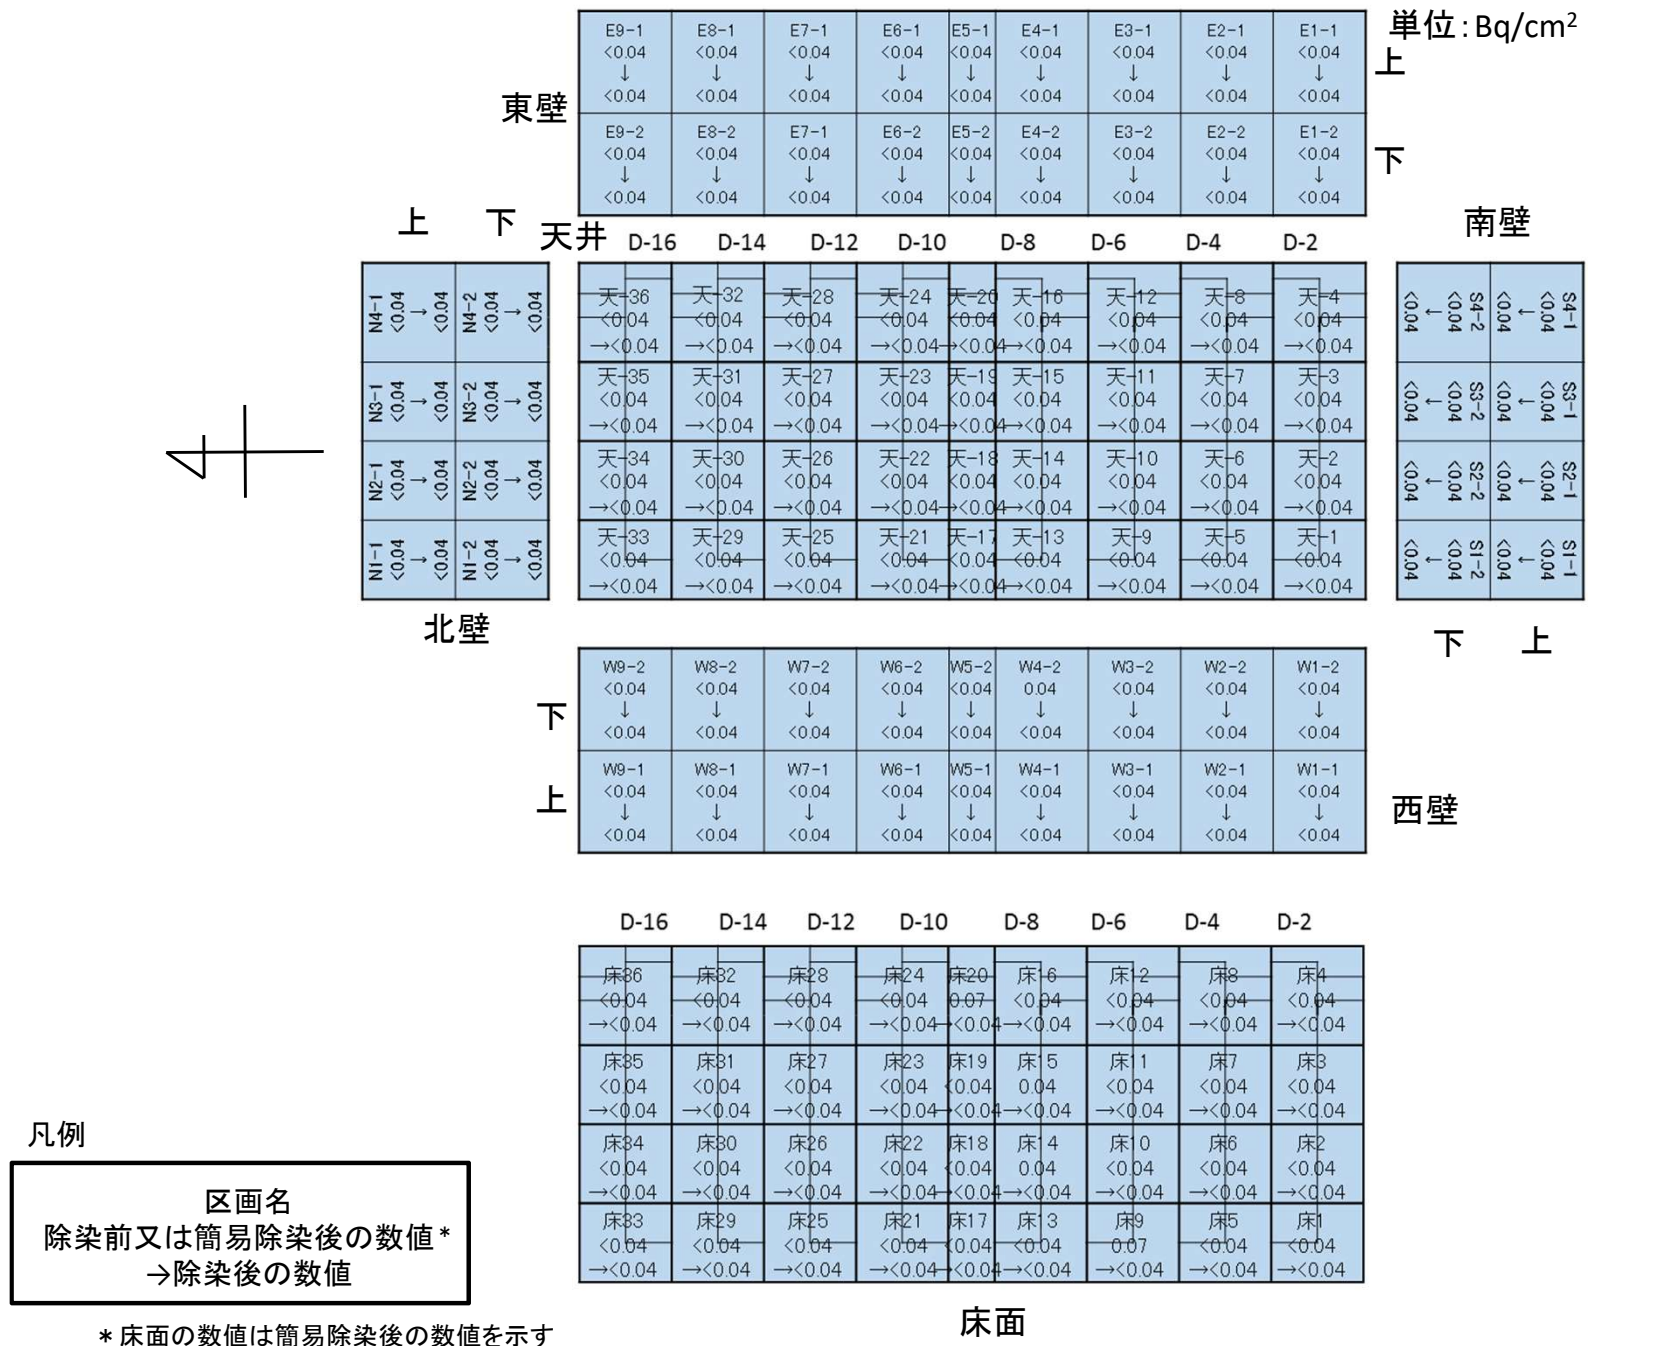 単位：Bq/cm²
東壁
上
下
E9-1 E8-1 E7-1 E6-1 E5-1 E4-1 E3-1 E2-1 E1-1
<0.04 <0.04 <0.04 <0.04 <0.04 <0.04 <0.04 <0.04 <0.04
↓ ↓ ↓ ↓ ↓ ↓ ↓ ↓ ↓
<0.04 <0.04 <0.04 <0.04 <0.04 <0.04 <0.04 <0.04 <0.04
E9-2 E8-2 E7-1 E6-2 E5-2 E4-2 E3-2 E2-2 E1-2
<0.04 <0.04 <0.04 <0.04 <0.04 <0.04 <0.04 <0.04 <0.04
↓ ↓ ↓ ↓ ↓ ↓ ↓ ↓ ↓
<0.04 <0.04 <0.04 <0.04 <0.04 <0.04 <0.04 <0.04 <0.04
上 下
N4-1 <0.04 → <0.04 N4-2 <0.04 → <0.04
N3-1 <0.04 → <0.04 N3-2 <0.04 → <0.04
N2-1 <0.04 → <0.04 N2-2 <0.04 → <0.04
N1-1 <0.04 → <0.04 N1-2 <0.04 → <0.04
北壁
天井 D-16 D-14 D-12 D-10 D-8 D-6 D-4 D-2
天-36 天-32 天-28 天-24 天-20 天-16 天-12 天-8 天-4
<0.04 <0.04 <0.04 <0.04 <0.04 <0.04 <0.04 <0.04 <0.04
→<0.04 →<0.04 →<0.04 →<0.04 →<0.04 →<0.04 →<0.04 →<0.04 →<0.04
天-35 天-31 天-27 天-23 天-19 天-15 天-11 天-7 天-3
<0.04 <0.04 <0.04 <0.04 <0.04 <0.04 <0.04 <0.04 <0.04
→<0.04 →<0.04 →<0.04 →<0.04 →<0.04 →<0.04 →<0.04 →<0.04 →<0.04
天-34 天-30 天-26 天-22 天-18 天-14 天-10 天-6 天-2
<0.04 <0.04 <0.04 <0.04 <0.04 <0.04 <0.04 <0.04 <0.04
→<0.04 →<0.04 →<0.04 →<0.04 →<0.04 →<0.04 →<0.04 →<0.04 →<0.04
天-33 天-29 天-25 天-21 天-17 天-13 天-9 天-5 天-1
<0.04 <0.04 <0.04 <0.04 <0.04 <0.04 <0.04 <0.04 <0.04
→<0.04 →<0.04 →<0.04 →<0.04 →<0.04 →<0.04 →<0.04 →<0.04 →<0.04
南壁
S4-1 <0.04 → <0.04 S4-2 <0.04 → <0.04
S3-1 <0.04 → <0.04 S3-2 <0.04 → <0.04
S2-1 <0.04 → <0.04 S2-2 <0.04 → <0.04
S1-1 <0.04 → <0.04 S1-2 <0.04 → <0.04
下 上
下
上
W9-2 W8-2 W7-2 W6-2 W5-2 W4-2 W3-2 W2-2 W1-2
<0.04 <0.04 <0.04 <0.04 <0.04 0.04 <0.04 <0.04 <0.04
↓ ↓ ↓ ↓ ↓ ↓ ↓ ↓ ↓
<0.04 <0.04 <0.04 <0.04 <0.04 <0.04 <0.04 <0.04 <0.04
W9-1 W8-1 W7-1 W6-1 W5-1 W4-1 W3-1 W2-1 W1-1
<0.04 <0.04 <0.04 <0.04 <0.04 <0.04 <0.04 <0.04 <0.04
↓ ↓ ↓ ↓ ↓ ↓ ↓ ↓ ↓
<0.04 <0.04 <0.04 <0.04 <0.04 <0.04 <0.04 <0.04 <0.04
西壁
D-16 D-14 D-12 D-10 D-8 D-6 D-4 D-2
床36 床32 床28 床24 床20 床16 床12 床8 床4
<0.04 <0.04 <0.04 <0.04 0.07 <0.04 <0.04 <0.04 <0.04
→<0.04 →<0.04 →<0.04 →<0.04 →<0.04 →<0.04 →<0.04 →<0.04 →<0.04
床35 床31 床27 床23 床19 床15 床11 床7 床3
<0.04 <0.04 <0.04 <0.04 <0.04 0.04 <0.04 <0.04 <0.04
→<0.04 →<0.04 →<0.04 →<0.04 →<0.04 →<0.04 →<0.04 →<0.04 →<0.04
床34 床30 床26 床22 床18 床14 床10 床6 床2
<0.04 <0.04 <0.04 <0.04 <0.04 0.04 <0.04 <0.04 <0.04
→<0.04 →<0.04 →<0.04 →<0.04 →<0.04 →<0.04 →<0.04 →<0.04 →<0.04
床33 床29 床25 床21 床17 床13 床9 床5 床1
<0.04 <0.04 <0.04 <0.04 <0.04 <0.04 0.07 <0.04 <0.04
→<0.04 →<0.04 →<0.04 →<0.04 →<0.04 →<0.04 →<0.04 →<0.04 →<0.04
床面
凡例
区画名
除染前又は簡易除染後の数値*
→除染後の数値
*床面の数値は簡易除染後の数値を示す